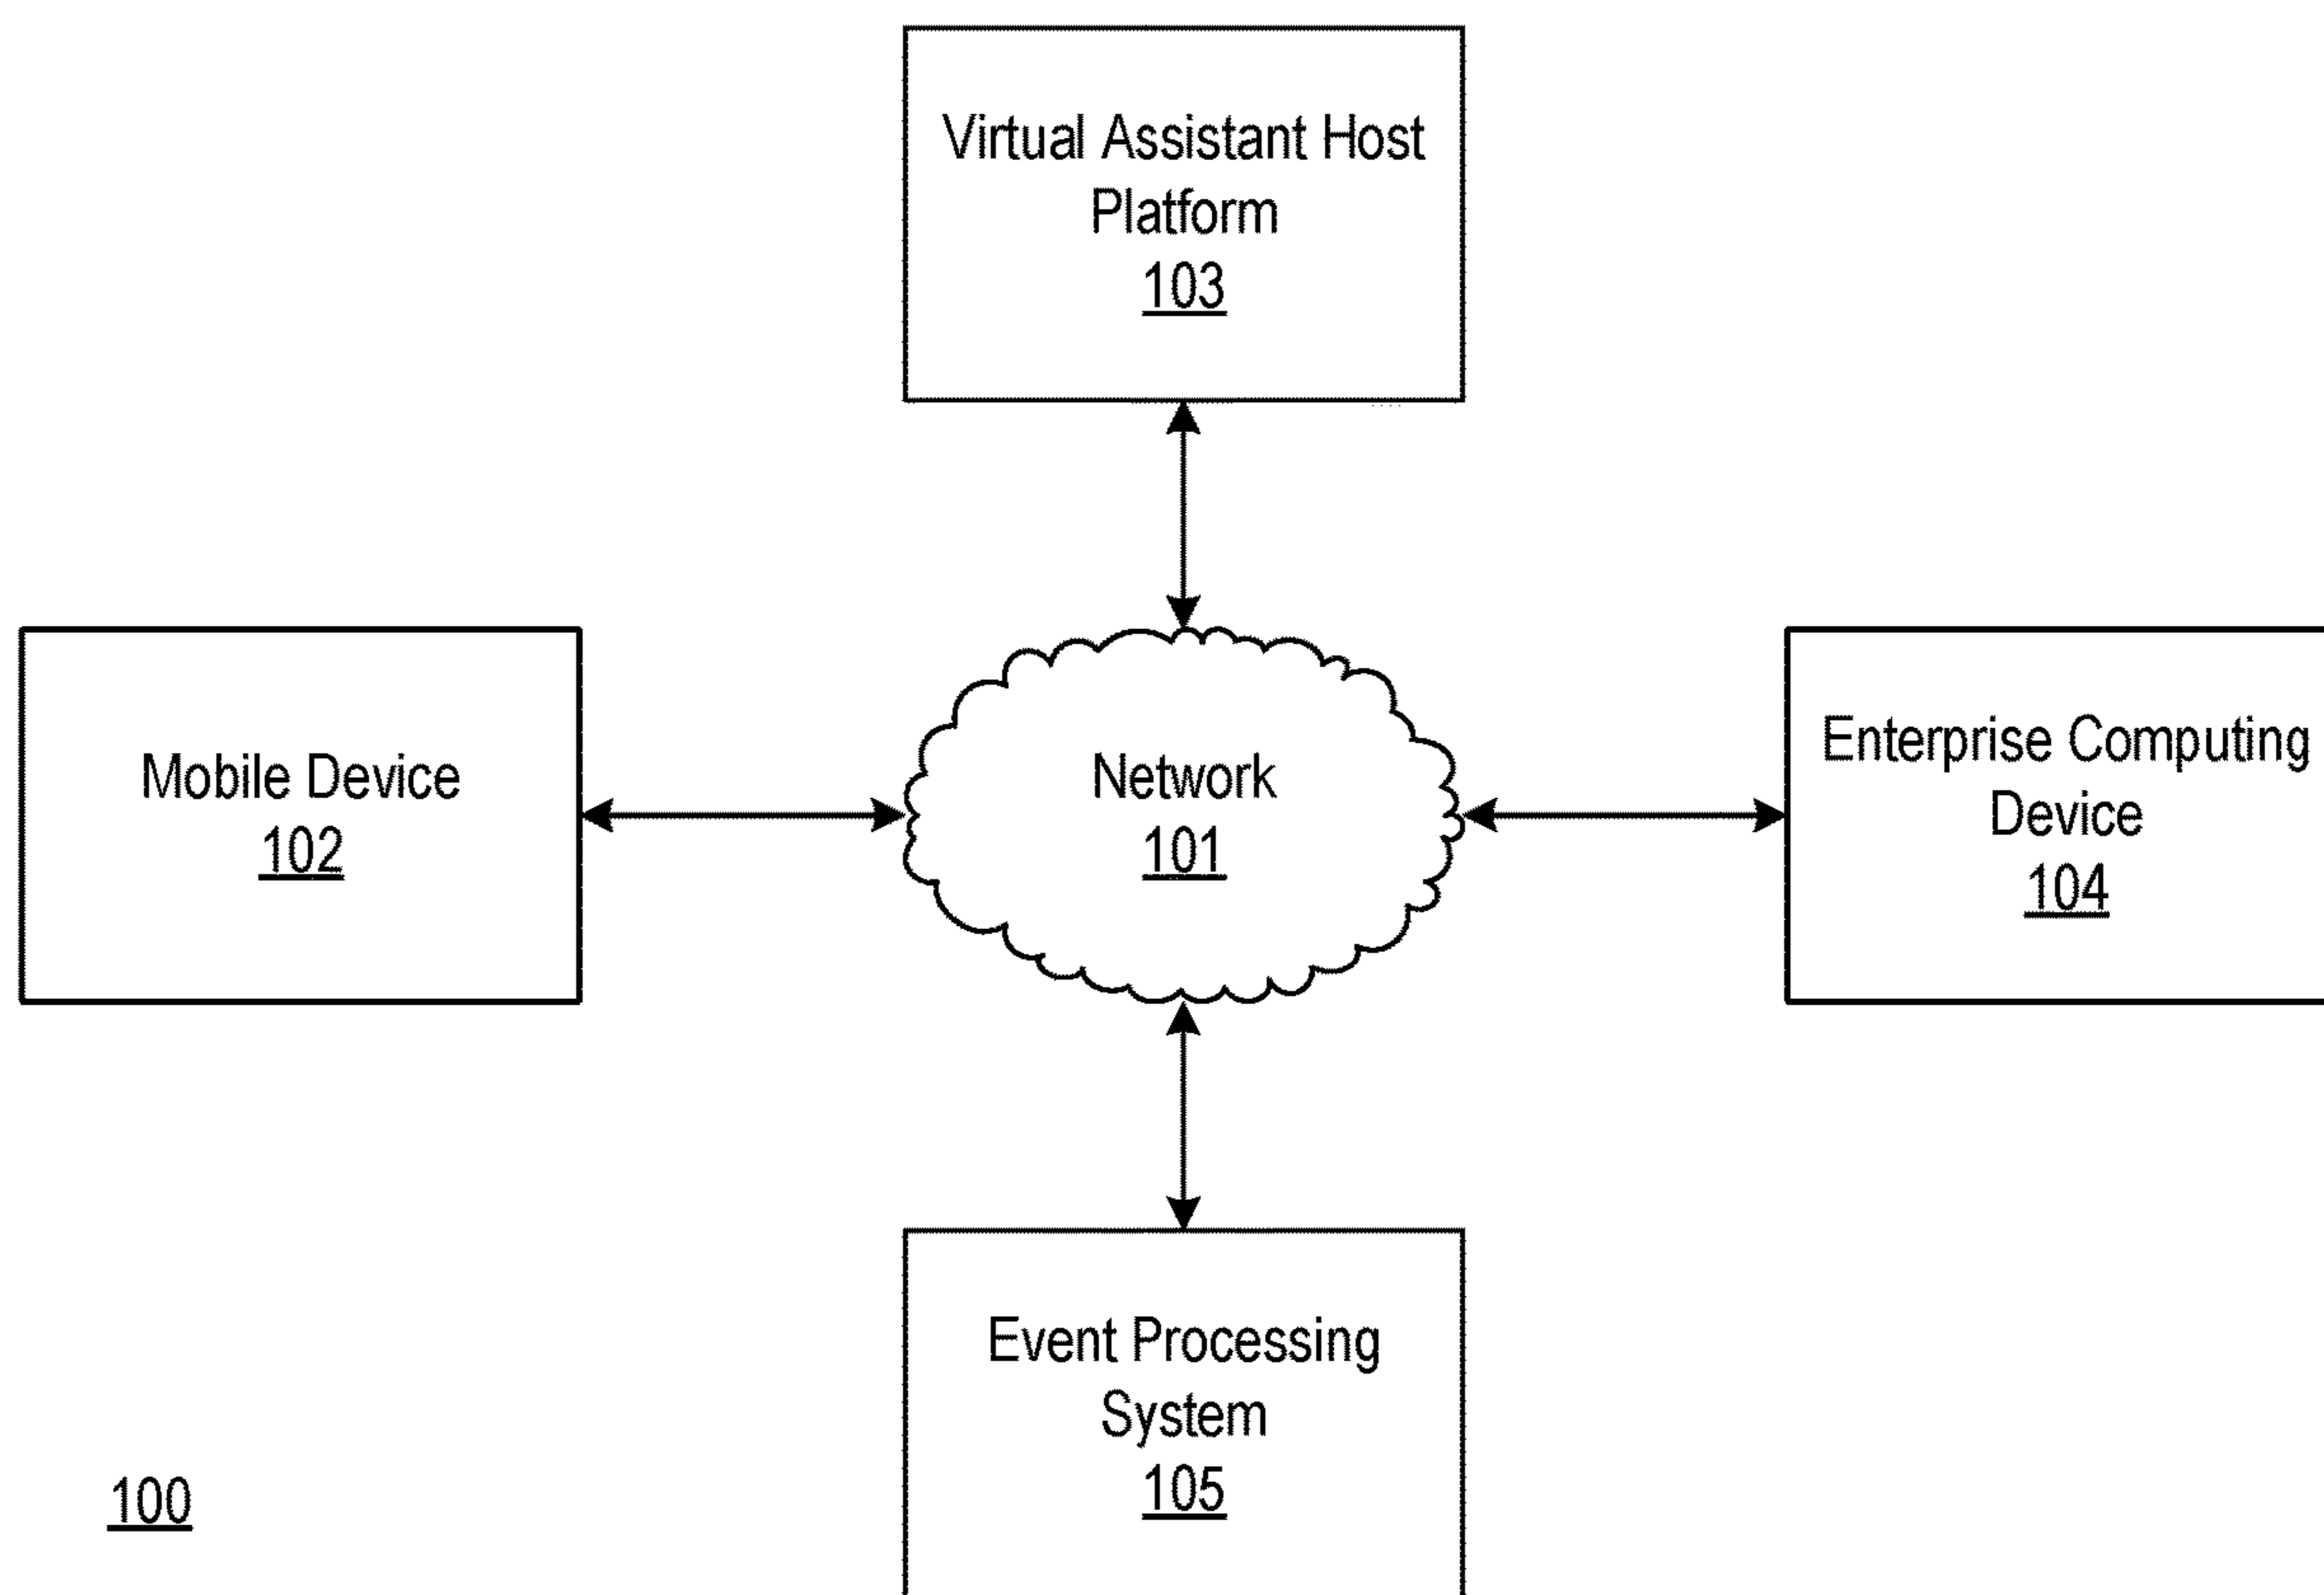 Virtual Assistant Host
Platform
103
Mobile Device
102
Network
101
Enterprise Computing
Device
104
Event Processing
System
105
100